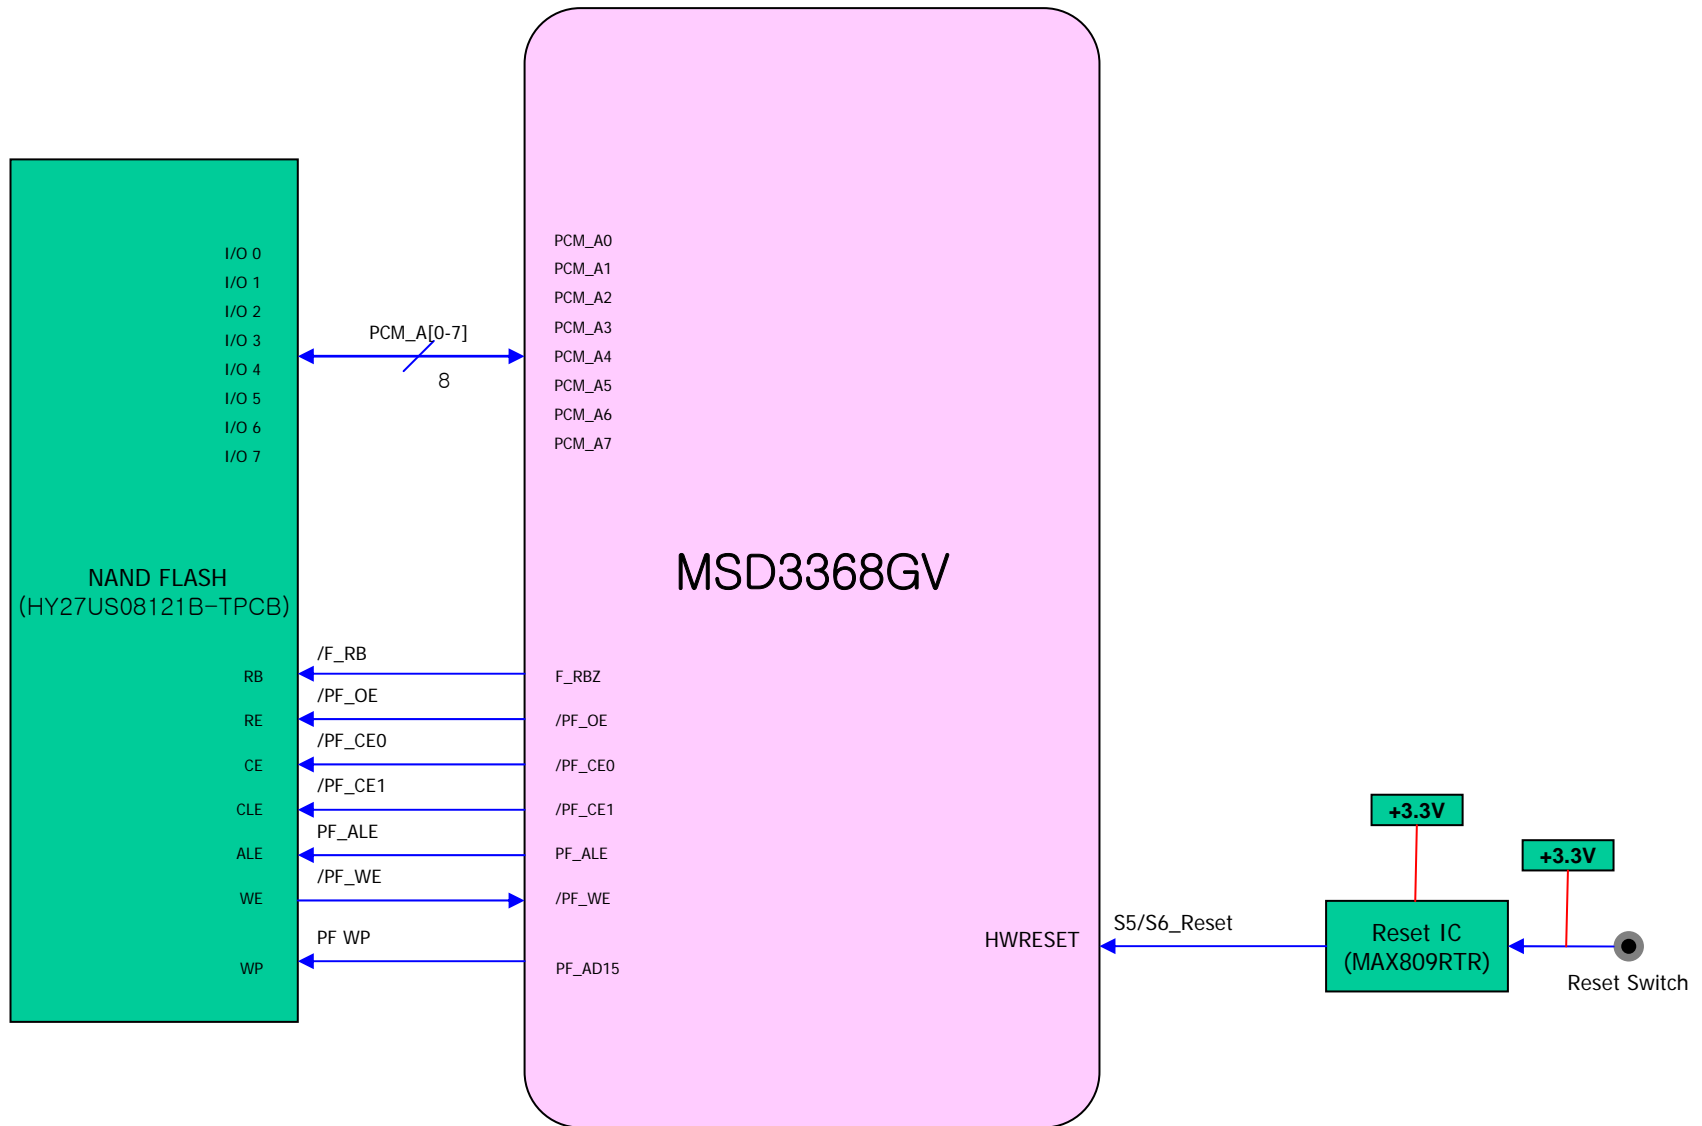 I/O 0
I/O 1
I/O 2
I/O 3
I/O 4
I/O 5
I/O 6
I/O 7
NAND FLASH
(HY27US08121B-TPCB)
RB
RE
CE
CLE
ALE
WE
WP
PCM_A[0-7]
8
/F_RB
/PF_OE
/PF_CE0
/PF_CE1
PF_ALE
/PF_WE
PF WP
PCM_A0
PCM_A1
PCM_A2
PCM_A3
PCM_A4
PCM_A5
PCM_A6
PCM_A7
MSD3368GV
F_RBZ
/PF_OE
/PF_CE0
/PF_CE1
PF_ALE
/PF_WE
PF_AD15
HWRESET
S5/S6_Reset
+3.3V
+3.3V
Reset IC
(MAX809RTR)
Reset Switch